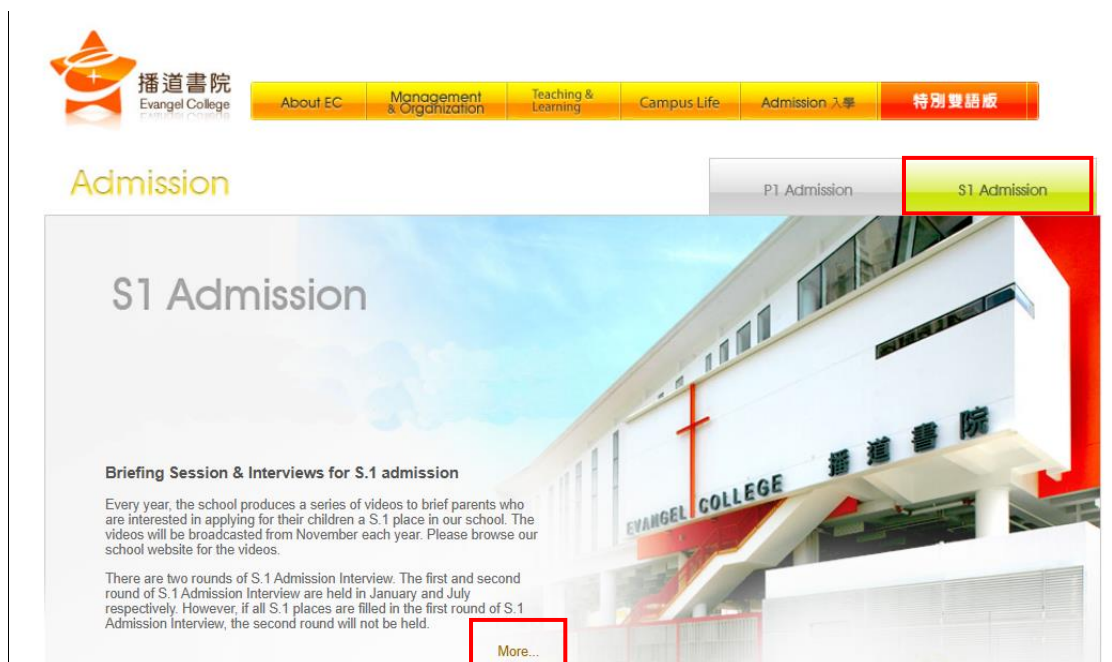 播道書院
Evangel College
About EC
Management
& Organization
Teaching &
Learning
Campus Life
Admission 入學
特別雙語版
Admission
P1 Admission
S1 Admission
S1 Admission
播道書院
EVANGEL COLLEGE
Briefing Session & Interviews for S.1 admission
Every year, the school produces a series of videos to brief parents who
are interested in applying for their children a S.1 place in our school. The
videos will be broadcasted from November each year. Please browse our
school website for the videos.
There are two rounds of S.1 Admission Interview. The first and second
round of S.1 Admission Interview are held in January and July
respectively. However, if all S.1 places are filled in the first round of S.1
Admission Interview, the second round will not be held.
More...